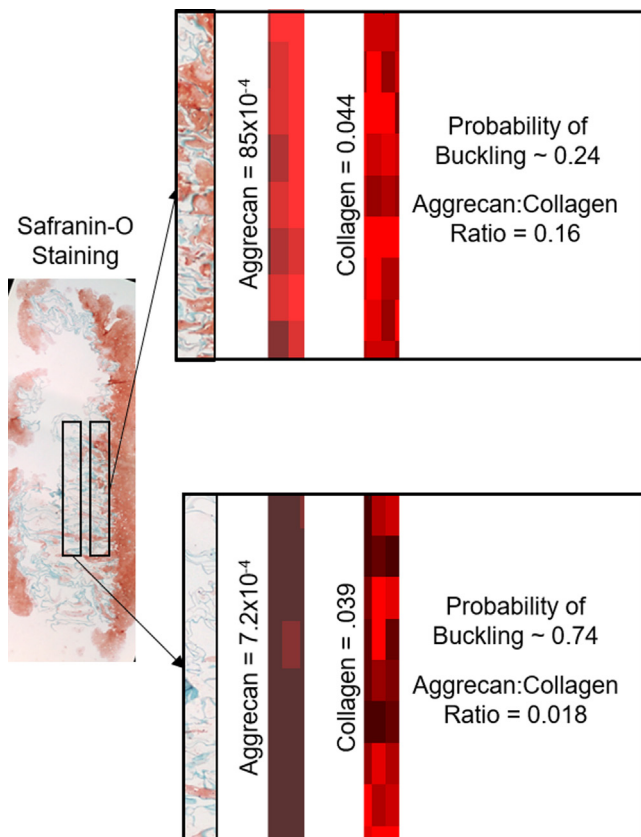 Safranin-O
Staining
Aggrecan = 85x10⁻⁴
Collagen = 0.044
Probability of
Buckling ~ 0.24
Aggrecan:Collagen
Ratio = 0.16
Aggrecan = 7.2x10⁻⁴
Collagen = .039
Probability of
Buckling ~ 0.74
Aggrecan:Collagen
Ratio = 0.018